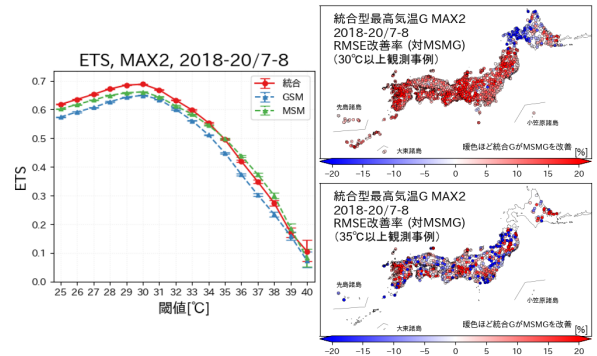 ETS, MAX2, 2018-20/7-8
ETS
0.7
0.6
0.5
0.4
0.3
0.2
0.1
0.0
統合
GSM
MSM
25 26 27 28 29 30 31 32 33 34 35 36 37 38 39 40
閾値[℃]
統合型最高気温G MAX2
2018-20/7-8
RMSE改善率 (対MSMG)
(30℃以上観測事例)
先島諸島
大東諸島
小笠原諸島
暖色ほど統合GがMSMGを改善
[%]
−20 −15 −10 −5 0 5 10 15 20
統合型最高気温G MAX2
2018-20/7-8
RMSE改善率 (対MSMG)
(35℃以上観測事例)
先島諸島
大東諸島
小笠原諸島
暖色ほど統合GがMSMGを改善
[%]
−20 −15 −10 −5 0 5 10 15 20